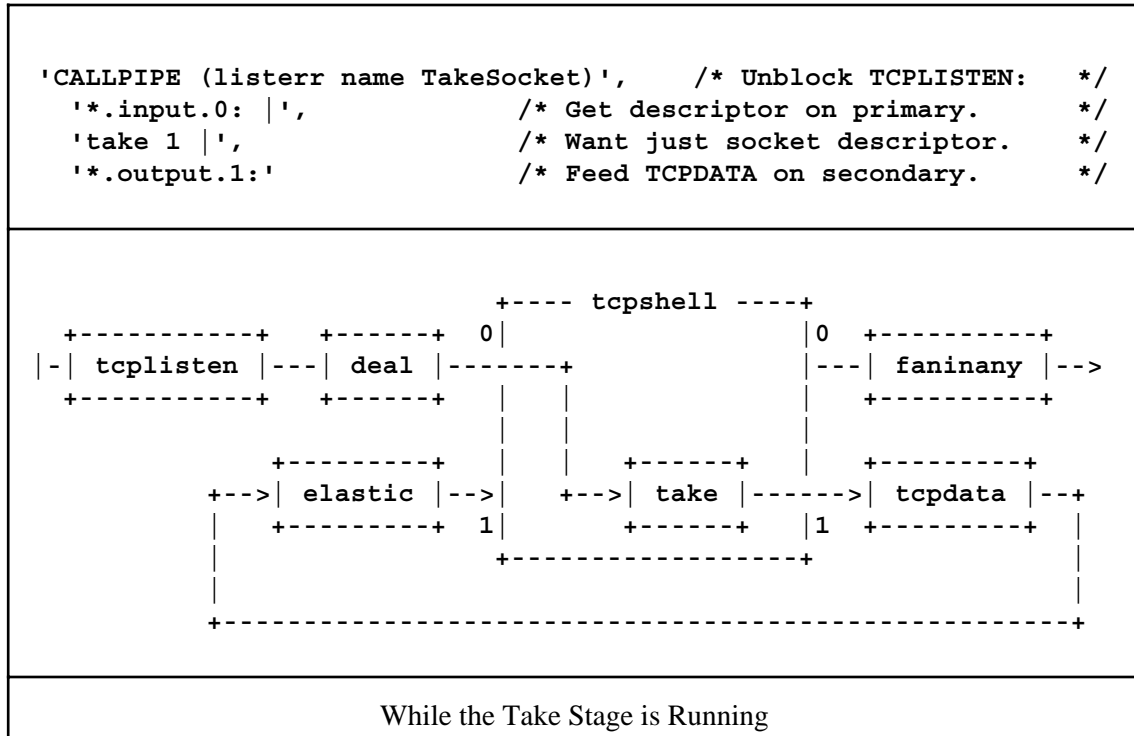 'CALLPIPE (listerr name TakeSocket)',    /* Unblock TCPLISTEN:   */
  '*.input.0: |',             /* Get descriptor on primary.      */
  'take 1 |',                 /* Want just socket descriptor.    */
  '*.output.1:'               /* Feed TCPDATA on secondary.      */
                             +---- tcpshell ----+
  +-----------+   +------+  0|                  |0  +----------+
|-| tcplisten |---| deal |-------+              |---| faninany |-->
  +-----------+   +------+   |   |              |   +----------+
                             |   |              |
               +---------+   |   |   +------+   |   +---------+
           +-->| elastic |-->|   +-->| take |------>| tcpdata |--+
           |   +---------+  1|       +------+   |1  +---------+  |
           |                 +------------------+                |
           |                                                     |
           +-----------------------------------------------------+
While the Take Stage is Running